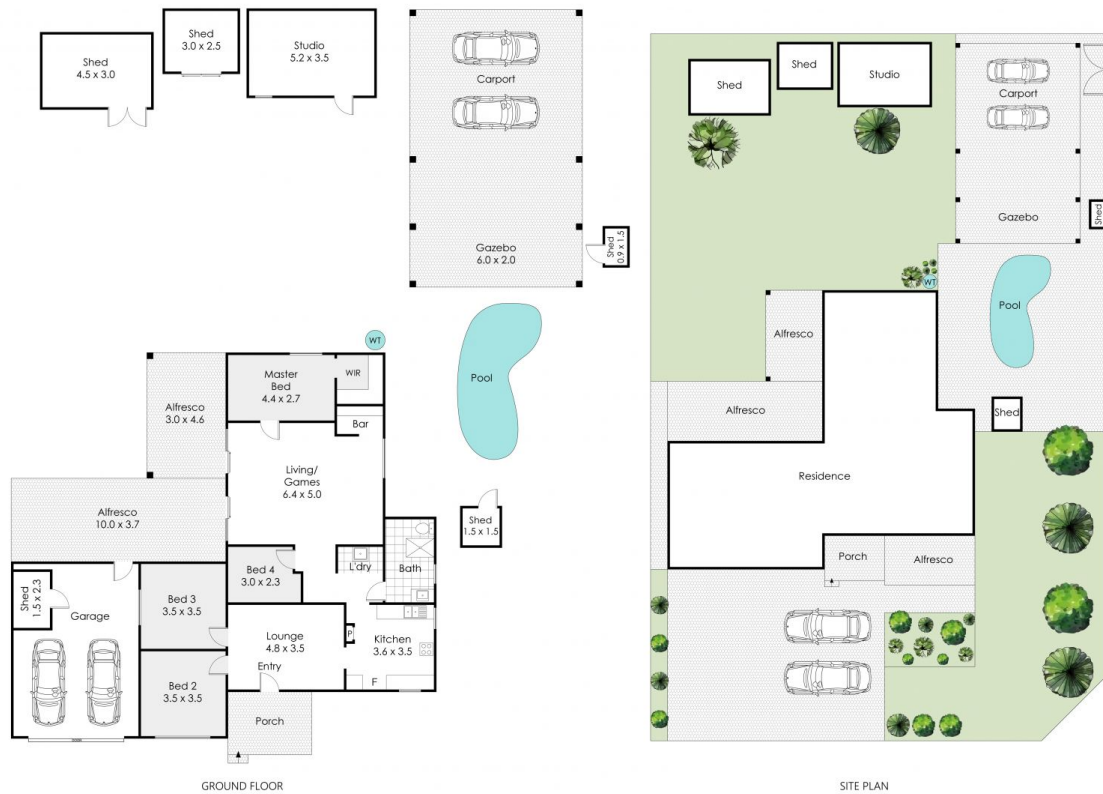 Shed
4.5 x 3.0
Shed
3.0 x 2.5
Studio
5.2 x 3.5
Carport
Gazebo
6.0 x 2.0
Shed
0.9 x 1.5
WT
Pool
Master
Bed
4.4 x 2.7
WIR
Bar
Alfresco
3.0 x 4.6
Living/
Games
6.4 x 5.0
Alfresco
10.0 x 3.7
Shed
1.5 x 1.5
Bed 4
3.0 x 2.3
L'dry
Bath
Shed
1.5 x 2.3
Garage
Bed 3
3.5 x 3.5
Lounge
4.8 x 3.5
P
Kitchen
3.6 x 3.5
Entry
F
Bed 2
3.5 x 3.5
Porch
GROUND FLOOR
Shed
Shed
Studio
Carport
Gazebo
Shed
WT
Pool
Alfresco
Alfresco
Shed
Residence
Porch
Alfresco
SITE PLAN